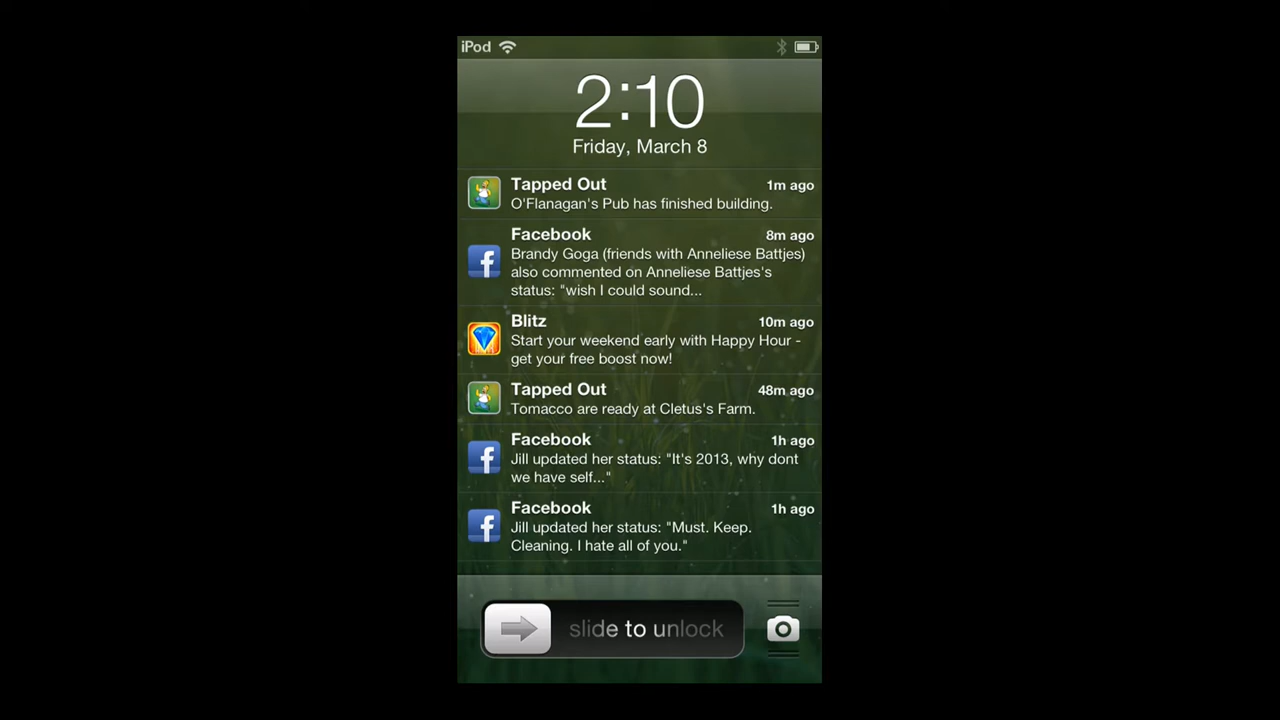 iPod
2:10
Friday, March 8
Tapped Out 1m ago
O'Flanagan's Pub has finished building.
Facebook 8m ago
Brandy Goga (friends with Anneliese Battjes)
also commented on Anneliese Battjes's
status: "wish I could sound...
Blitz 10m ago
Start your weekend early with Happy Hour -
get your free boost now!
Tapped Out 48m ago
Tomacco are ready at Cletus's Farm.
Facebook 1h ago
Jill updated her status: "It's 2013, why dont
we have self..."
Facebook 1h ago
Jill updated her status: "Must. Keep.
Cleaning. I hate all of you."
slide to unlock